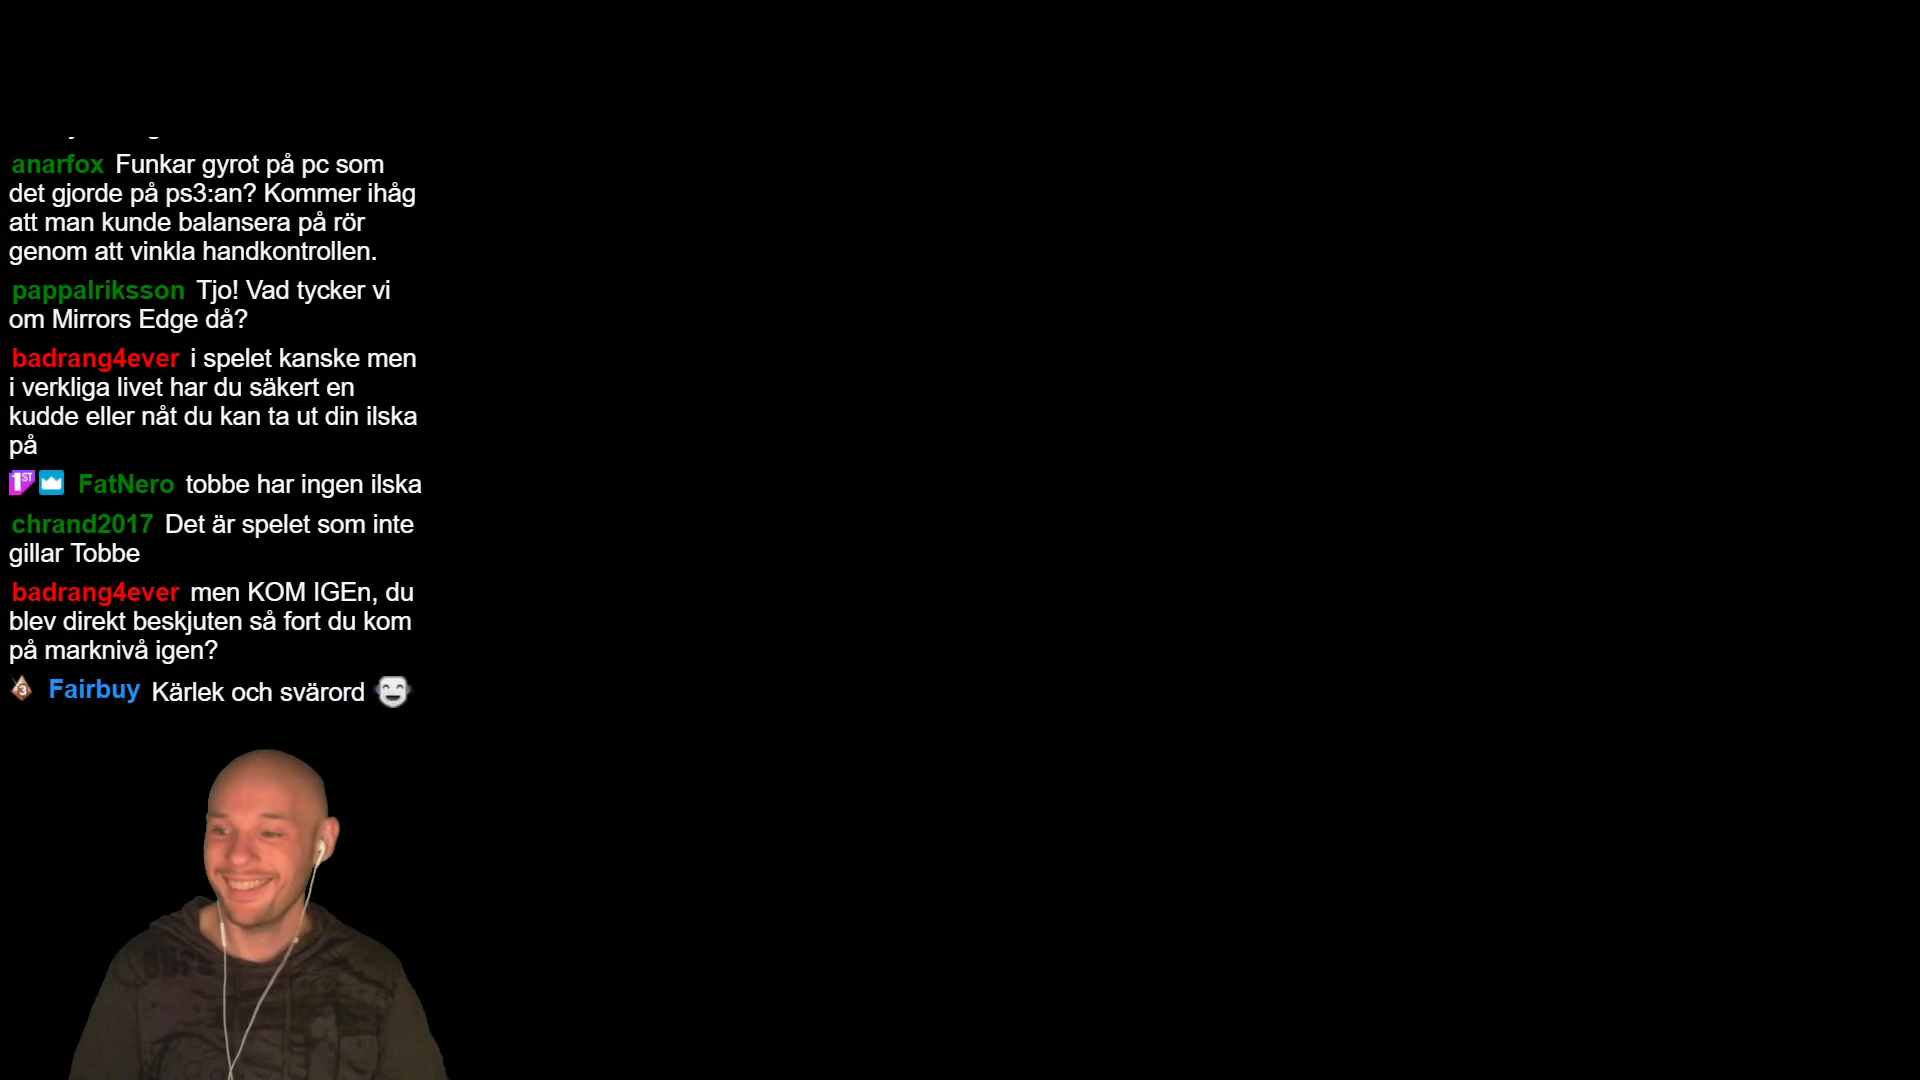 anarfox Funkar gyrot på pc som
det gjorde på ps3:an? Kommer ihåg
att man kunde balansera på rör
genom att vinkla handkontrollen.
pappalriksson Tjo! Vad tycker vi
om Mirrors Edge då?
badrang4ever i spelet kanske men
i verkliga livet har du säkert en
kudde eller nåt du kan ta ut din ilska
på
1ST FatNero tobbe har ingen ilska
chrand2017 Det är spelet som inte
gillar Tobbe
badrang4ever men KOM IGEn, du
blev direkt beskjuten så fort du kom
på marknivå igen?
3 Fairbuy Kärlek och svärord